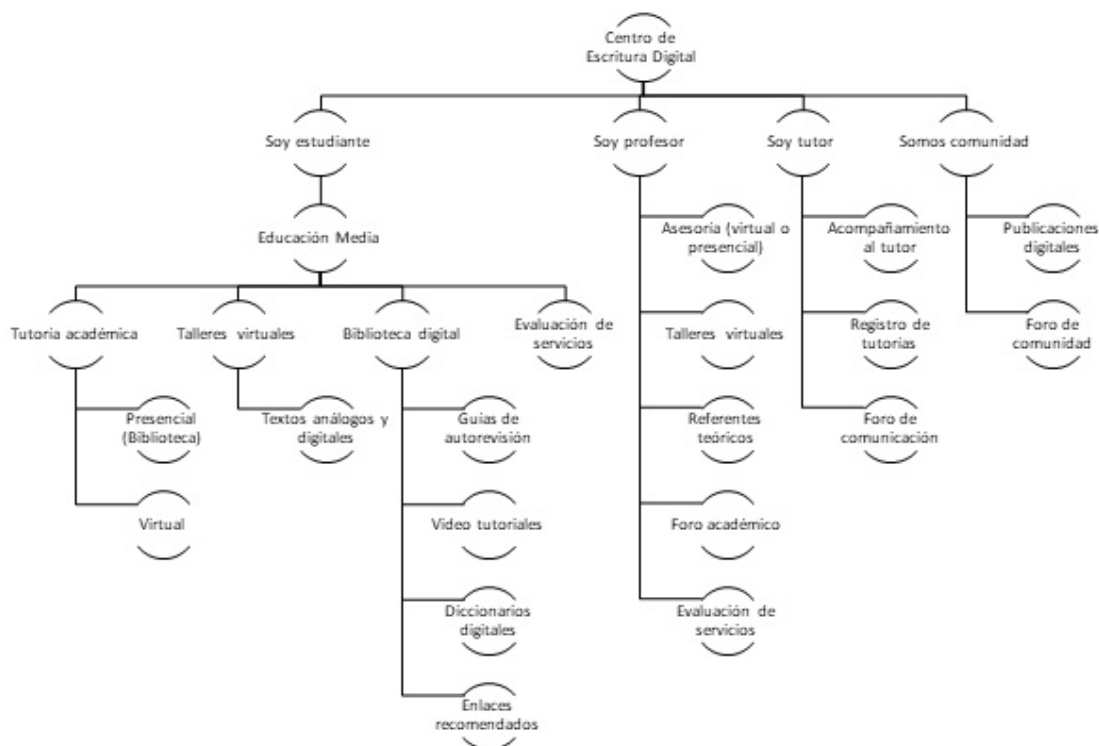 Centro de
Escritura Digital
Soy estudiante
Soy profesor
Soy tutor
Somos comunidad
Educación Media
Asesoría (virtual o
presencial)
Acompañamiento
al tutor
Publicaciones
digitales
Tutoría académica
Talleres virtuales
Biblioteca digital
Evaluación de
servicios
Talleres virtuales
Registro de
tutorías
Foro de
comunidad
Presencial
(Biblioteca)
Textos análogos y
digitales
Guías de
autorevisión
Referentes
teóricos
Foro de
comunicación
Virtual
Video tutoriales
Foro académico
Diccionarios
digitales
Evaluación de
servicios
Enlaces
recomendados